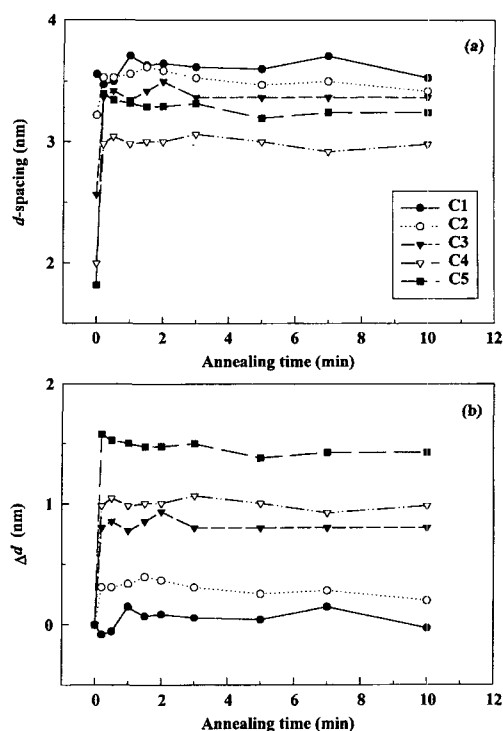 4
(a)
3
d-spacing (nm)
C1
C2
C3
C4
C5
2
0 2 4 6 8 10 12
Annealing time (min)
2
(b)
1
Δd (nm)
0
0 2 4 6 8 10 12
Annealing time (min)